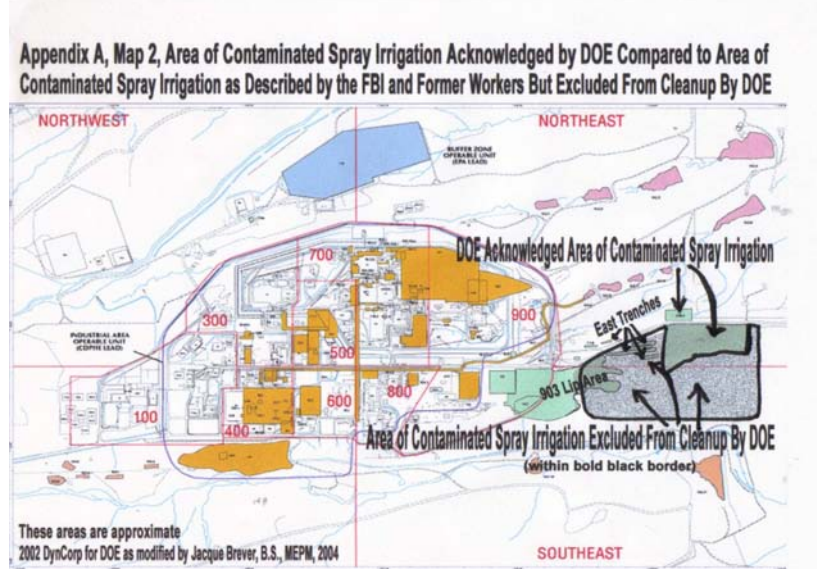 Appendix A, Map 2, Area of Contaminated Spray Irrigation Acknowledged by DOE Compared to Area of
Contaminated Spray Irrigation as Described by the FBI and Former Workers But Excluded From Cleanup By DOE
NORTHWEST
NORTHEAST
BUFFER ZONE
OPERABLE UNIT
(EPA LEAD)
700
DOE Acknowledged Area of Contaminated Spray Irrigation
300
900
East Trenches
INDUSTRIAL AREA
OPERABLE UNIT
(CDPHE LEAD)
500
903 Lip Area
800
600
100
400
Area of Contaminated Spray Irrigation Excluded From Cleanup By DOE
(within bold black border)
These areas are approximate
2002 DynCorp for DOE as modified by Jacque Brever, B.S., MEPM, 2004
SOUTHEAST